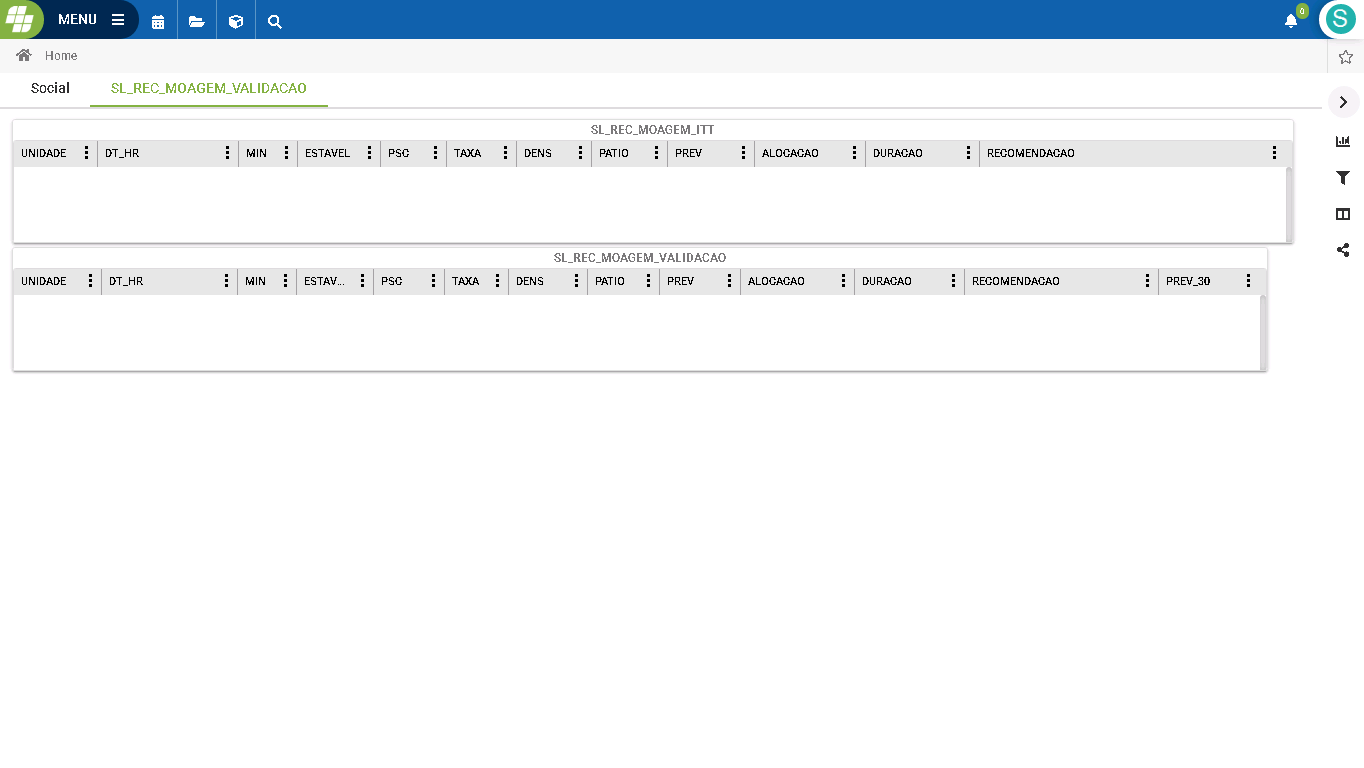 MENU
0
S
Home
Social SL_REC_MOAGEM_VALIDACAO
SL_REC_MOAGEM_ITT
UNIDADE DT_HR MIN ESTAVEL PSC TAXA DENS PATIO PREV ALOCACAO DURACAO RECOMENDACAO
SL_REC_MOAGEM_VALIDACAO
UNIDADE DT_HR MIN ESTAV... PSC TAXA DENS PATIO PREV ALOCACAO DURACAO RECOMENDACAO PREV_30